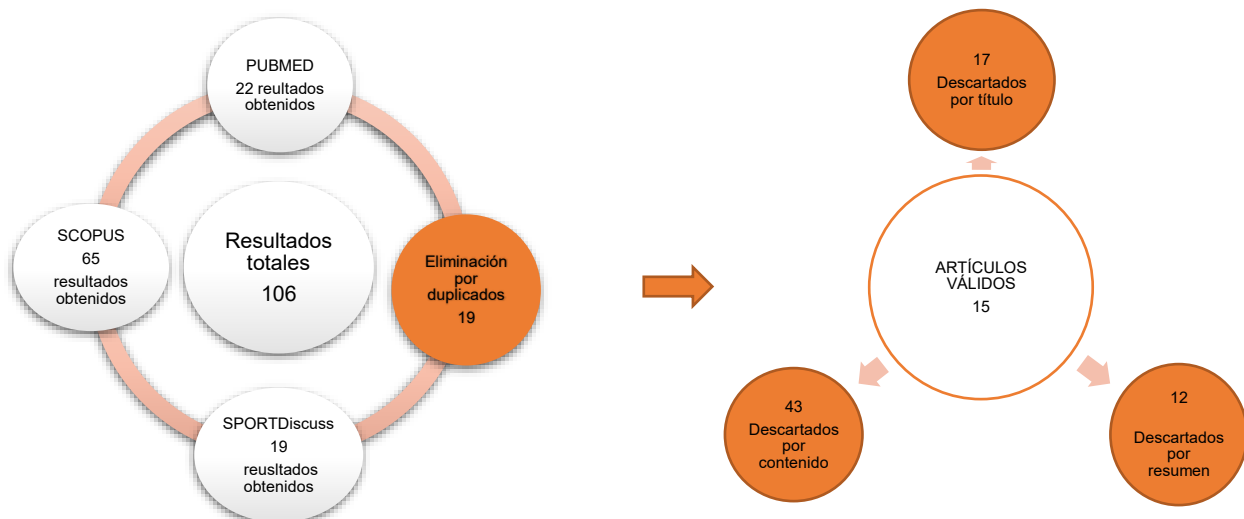 PUBMED
22 reultados
obtenidos
SCOPUS
65
resultados
obtenidos
Resultados
totales
106
Eliminación
por
duplicados
19
SPORTDiscuss
19
reusltados
obtenidos
17
Descartados
por título
ARTÍCULOS
VÁLIDOS
15
43
Descartados
por
contenido
12
Descartados
por
resumen